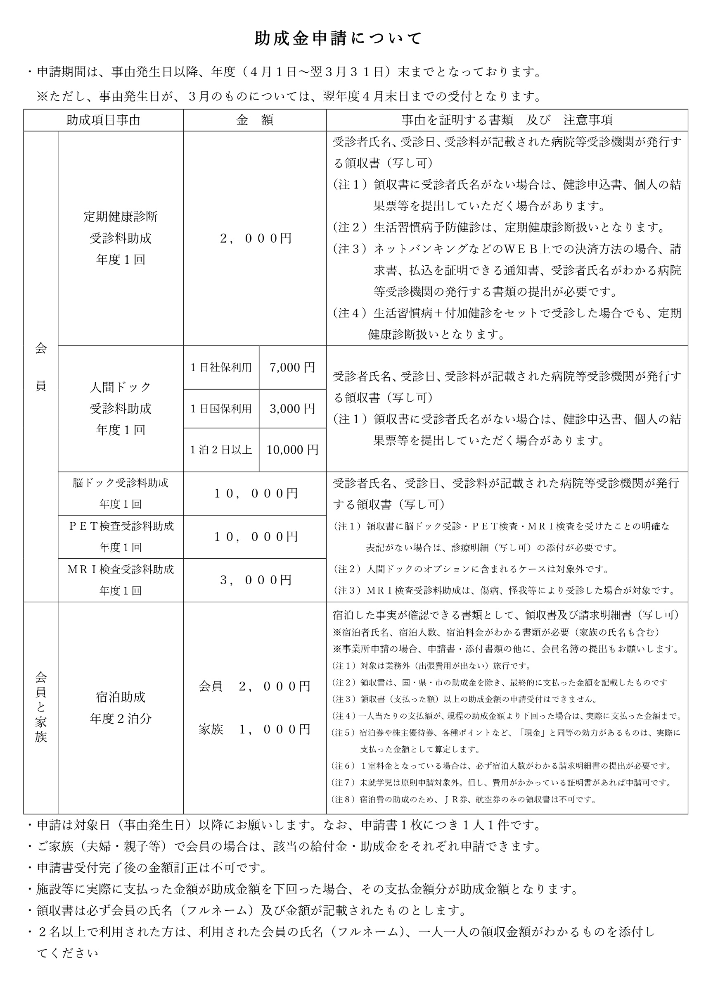 助成金申請について
・申請期間は、事由発生日以降、年度（４月１日～翌３月３１日）末までとなっております。
※ただし、事由発生日が、３月のものについては、翌年度４月末日までの受付となります。
助成項目事由
金　額
事由を証明する書類　及び　注意事項
会員
定期健康診断
受診料助成
年度１回
２，０００円
受診者氏名、受診日、受診料が記載された病院等受診機関が発行す
る領収書（写し可）
（注１）領収書に受診者氏名がない場合は、健診申込書、個人の結
果票等を提出していただく場合があります。
（注２）生活習慣病予防健診は、定期健康診断扱いとなります。
（注３）ネットバンキングなどのＷＥＢ上での決済方法の場合、請
求書、払込を証明できる通知書、受診者氏名がわかる病院
等受診機関の発行する書類の提出が必要です。
（注４）生活習慣病＋付加健診をセットで受診した場合でも、定期
健康診断扱いとなります。
人間ドック
受診料助成
年度１回
１日社保利用
7,000 円
１日国保利用
3,000 円
１泊２日以上
10,000 円
受診者氏名、受診日、受診料が記載された病院等受診機関が発行す
る領収書（写し可）
（注１）領収書に受診者氏名がない場合は、健診申込書、個人の結
果票等を提出していただく場合があります。
脳ドック受診料助成
年度１回
１０，０００円
ＰＥＴ検査受診料助成
年度１回
１０，０００円
ＭＲＩ検査受診料助成
年度１回
３，０００円
受診者氏名、受診日、受診料が記載された病院等受診機関が発行
する領収書（写し可）
（注１）領収書に脳ドック受診・ＰＥＴ検査・ＭＲＩ検査を受けたことの明確な
表記がない場合は、診療明細（写し可）の添付が必要です。
（注２）人間ドックのオプションに含まれるケースは対象外です。
（注３）ＭＲＩ検査受診料助成は、傷病、怪我等により受診した場合が対象です。
会員と家族
宿泊助成
年度２泊分
会員　２，０００円
家族　１，０００円
宿泊した事実が確認できる書類として、領収書及び請求明細書（写し可）
※宿泊者氏名、宿泊人数、宿泊料金がわかる書類が必要（家族の氏名も含む）
※事業所申請の場合、申請書・添付書類の他に、会員名簿の提出もお願いします。
（注１）対象は業務外（出張費用が出ない）旅行です。
（注２）領収書は、国・県・市の助成金を除き、最終的に支払った金額を記載したものです
（注３）領収書（支払った額）以上の助成金額の申請受付はできません。
（注４）一人当たりの支払額が、規程の助成金額より下回った場合は、実際に支払った金額まで。
（注５）宿泊券や株主優待券、各種ポイントなど、「現金」と同等の効力があるものは、実際に
支払った金額として算定します。
（注６）１室料金となっている場合は、必ず宿泊人数がわかる請求明細書の提出が必要です。
（注７）未就学児は原則申請対象外。但し、費用がかかっている証明書があれば申請可です。
（注８）宿泊費の助成のため、ＪＲ券、航空券のみの領収書は不可です。
・申請は対象日（事由発生日）以降にお願いします。なお、申請書１枚につき１人１件です。
・ご家族（夫婦・親子等）で会員の場合は、該当の給付金・助成金をそれぞれ申請できます。
・申請書受付完了後の金額訂正は不可です。
・施設等に実際に支払った金額が助成金額を下回った場合、その支払金額分が助成金額となります。
・領収書は必ず会員の氏名（フルネーム）及び金額が記載されたものとします。
・２名以上で利用された方は、利用された会員の氏名（フルネーム）、一人一人の領収金額がわかるものを添付し
てください